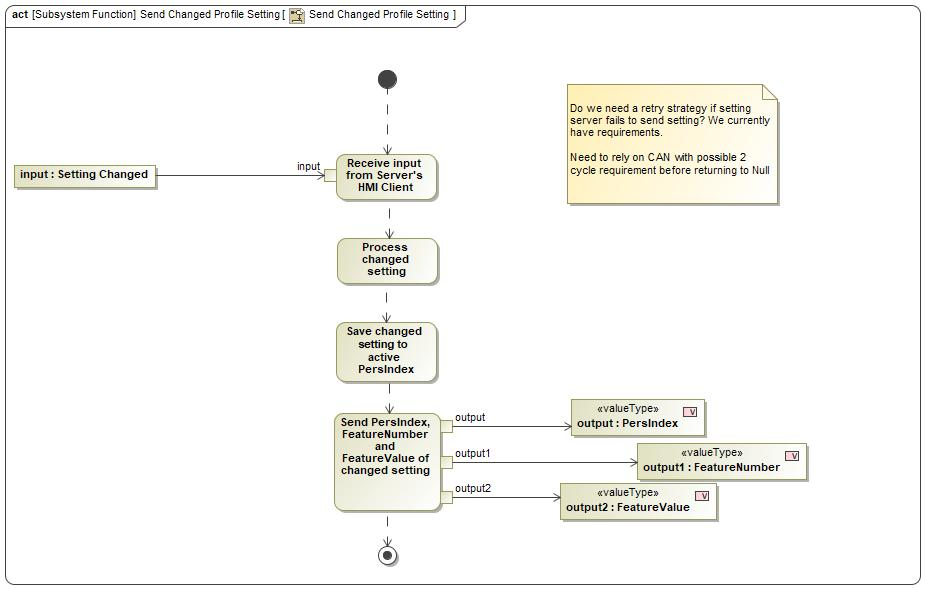 act [Subsystem Function] Send Changed Profile Setting [ Send Changed Profile Setting ]
Do we need a retry strategy if setting
server fails to send setting? We currently
have requirements.
Need to rely on CAN with possible 2
cycle requirement before returning to Null
input : Setting Changed
input
Receive input
from Server's
HMI Client
Process
changed
setting
Save changed
setting to
active
PersIndex
Send PersIndex,
FeatureNumber
and
FeatureValue of
changed setting
output
«valueType»
V
output : PersIndex
output1
«valueType»
V
output1 : FeatureNumber
output2
«valueType»
V
output2 : FeatureValue